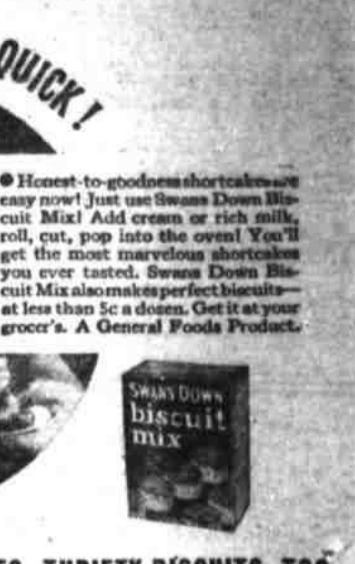 QUICK!
● Honest-to-goodness shortcakes are
easy now! Just use Swans Down Bis-
cuit Mix! Add cream or rich milk,
roll, cut, pop into the oven! You'll
get the most marvelous shortcakes
you ever tasted. Swans Down Bis-
cuit Mix also makes perfect biscuits—
at less than 5c a dozen. Get it at your
grocer's. A General Foods Product.
SWANS DOWN
biscuit
mix
THRIFTY BISCUITS, TOO